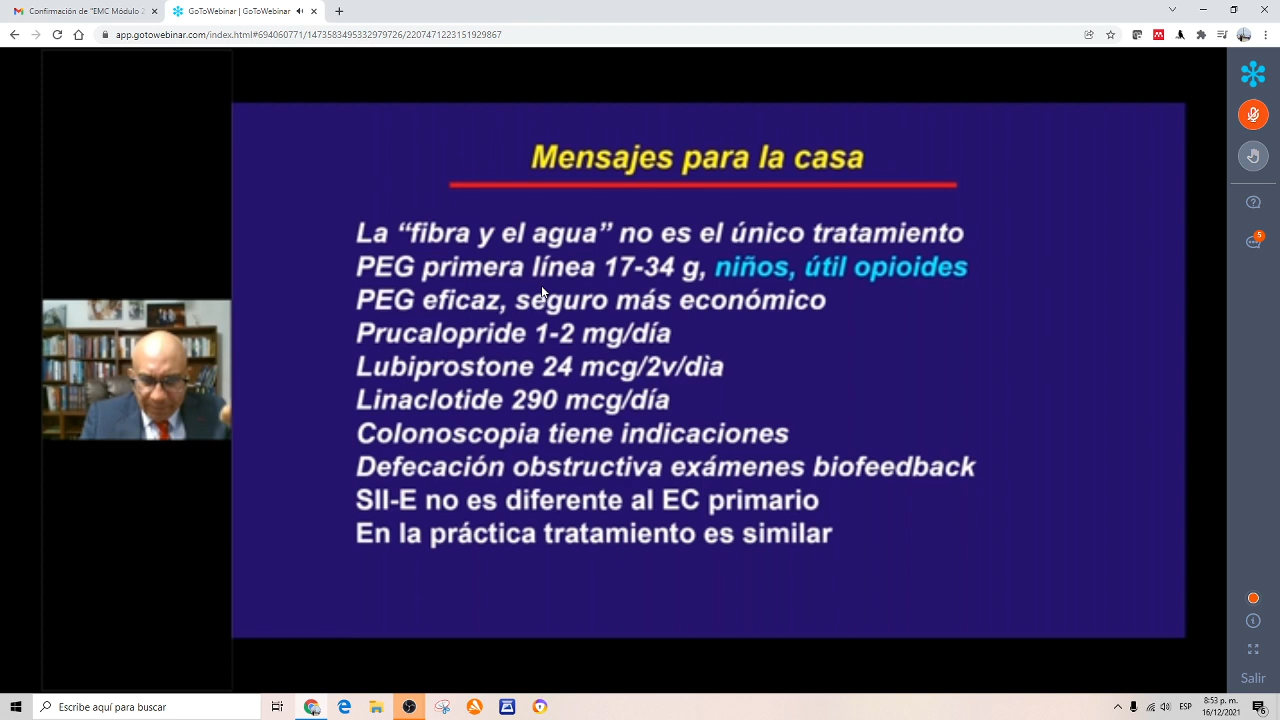 Confirmación de "EMC Módulo 2
GoToWebinar | GoToWebinar
app.gotowebinar.com/index.html#694060771/1473583495332979726/2207471223151929867
Mensajes para la casa
La “fibra y el agua” no es el único tratamiento
PEG primera línea 17-34 g, niños, útil opioides
PEG eficaz, seguro más económico
Prucalopride 1-2 mg/día
Lubiprostone 24 mcg/2v/dìa
Linaclotide 290 mcg/día
Colonoscopia tiene indicaciones
Defecación obstructiva exámenes biofeedback
SII-E no es diferente al EC primario
En la práctica tratamiento es similar
5
Salir
Escribe aquí para buscar
ESP
8:53 p. m.
16/12/2021